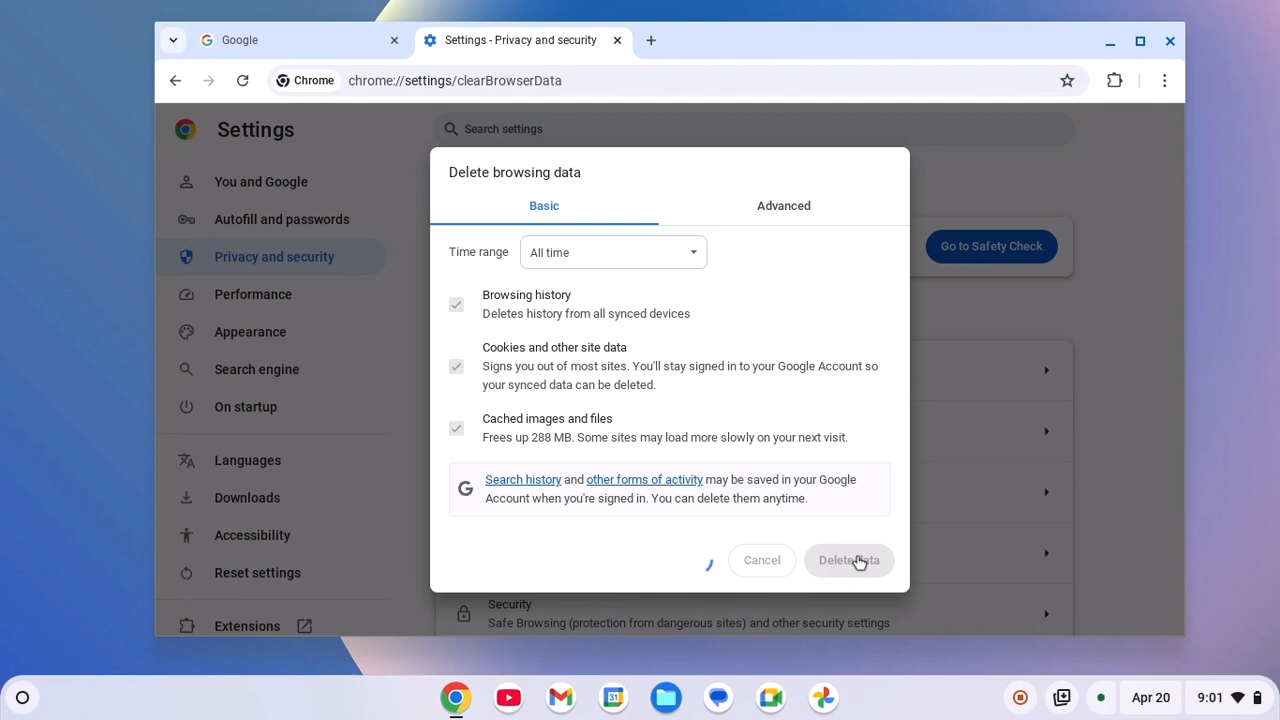 Google
Settings - Privacy and security
Chrome
chrome://settings/clearBrowserData
Settings
Search settings
You and Google
Autofill and passwords
Privacy and security
Performance
Appearance
Search engine
On startup
Languages
Downloads
Accessibility
Reset settings
Extensions
Go to Safety Check
Delete browsing data
Basic
Advanced
Time range
All time
Browsing history
Deletes history from all synced devices
Cookies and other site data
Signs you out of most sites. You'll stay signed in to your Google Account so
your synced data can be deleted.
Cached images and files
Frees up 288 MB. Some sites may load more slowly on your next visit.
Search history and other forms of activity may be saved in your Google
Account when you're signed in. You can delete them anytime.
Cancel
Delete data
Security
Safe Browsing (protection from dangerous sites) and other security settings
31
Apr 20
9:01